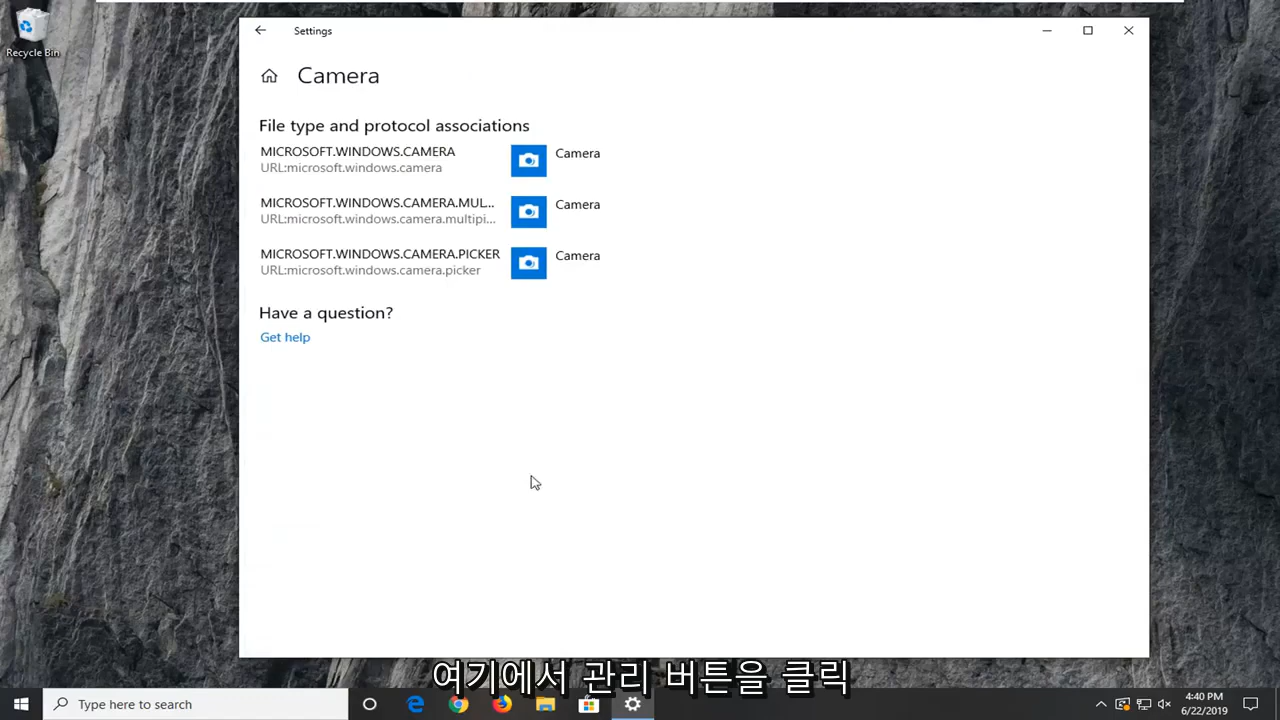 Recycle Bin
Settings
Camera
File type and protocol associations
MICROSOFT.WINDOWS.CAMERA
URL:microsoft.windows.camera
Camera
MICROSOFT.WINDOWS.CAMERA.MUL...
URL:microsoft.windows.camera.multipi...
Camera
MICROSOFT.WINDOWS.CAMERA.PICKER
URL:microsoft.windows.camera.picker
Camera
Have a question?
Get help
여기에서 관리 버튼을 클릭
Type here to search
4:40 PM
6/22/2019